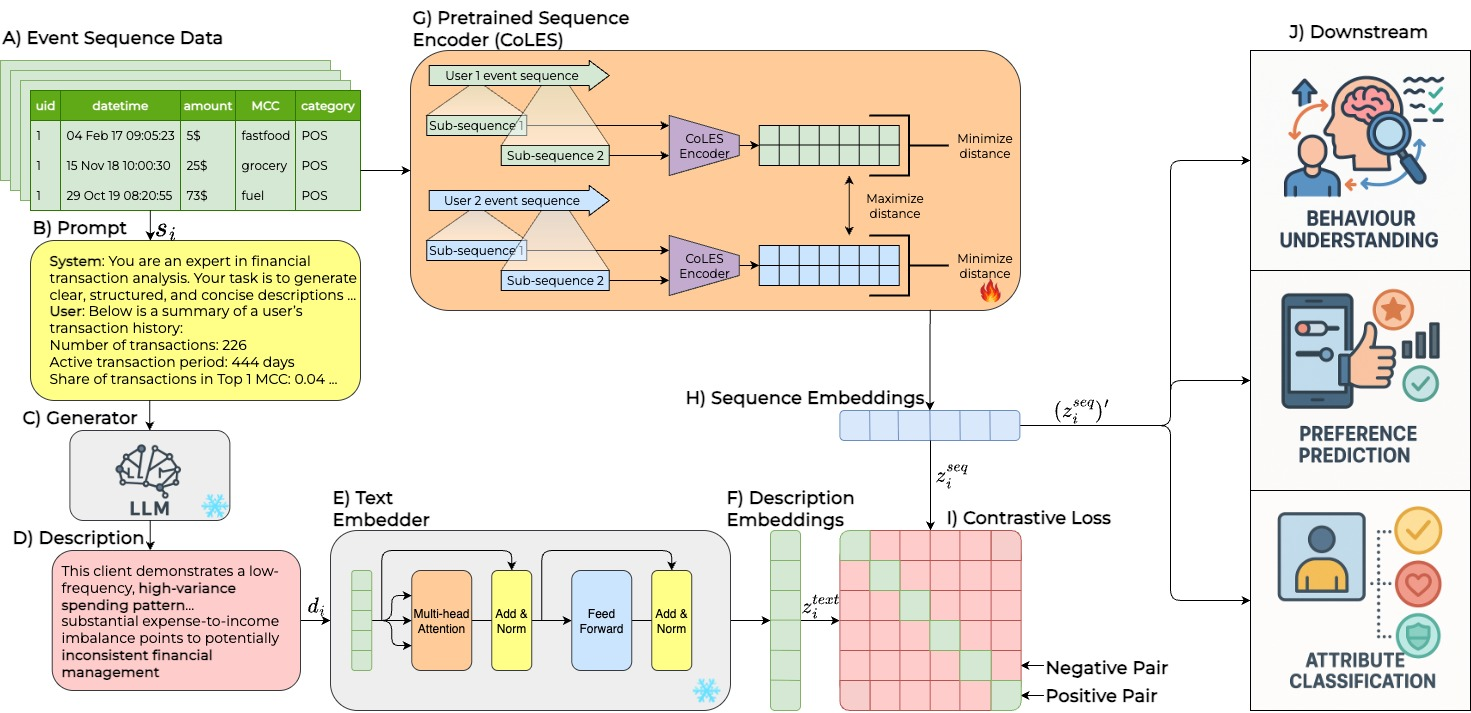 A) Event Sequence Data
uid datetime amount MCC category
1 04 Feb 17 09:05:23 5$ fastfood POS
1 15 Nov 18 10:00:30 25$ grocery POS
1 29 Oct 19 08:20:55 73$ fuel POS
s_i
B) Prompt
System: You are an expert in financial
transaction analysis. Your task is to generate
clear, structured, and concise descriptions ...
User: Below is a summary of a user's
transaction history:
Number of transactions: 226
Active transaction period: 444 days
Share of transactions in Top 1 MCC: 0.04 ...
C) Generator
LLM
LLM
D) Description
This client demonstrates a low-
frequency, high-variance
spending pattern...
substantial expense-to-income
imbalance points to potentially
inconsistent financial
management
d_i
E) Text
Embedder
Multi-head
Attention
Add &
Norm
Feed
Forward
Add &
Norm
F) Description
Embeddings
z_i^{text}
G) Pretrained Sequence
Encoder (CoLES)
User 1 event sequence
Sub-sequence 1
Sub-sequence 2
CoLES
Encoder
Minimize
distance
Maximize
distance
User 2 event sequence
Sub-sequence 1
Sub-sequence 2
CoLES
Encoder
Minimize
distance
H) Sequence Embeddings
(z_i^{seq})'
z_i^{seq}
I) Contrastive Loss
Negative Pair
Positive Pair
J) Downstream
BEHAVIOUR
UNDERSTANDING
PREFERENCE
PREDICTION
ATTRIBUTE
CLASSIFICATION